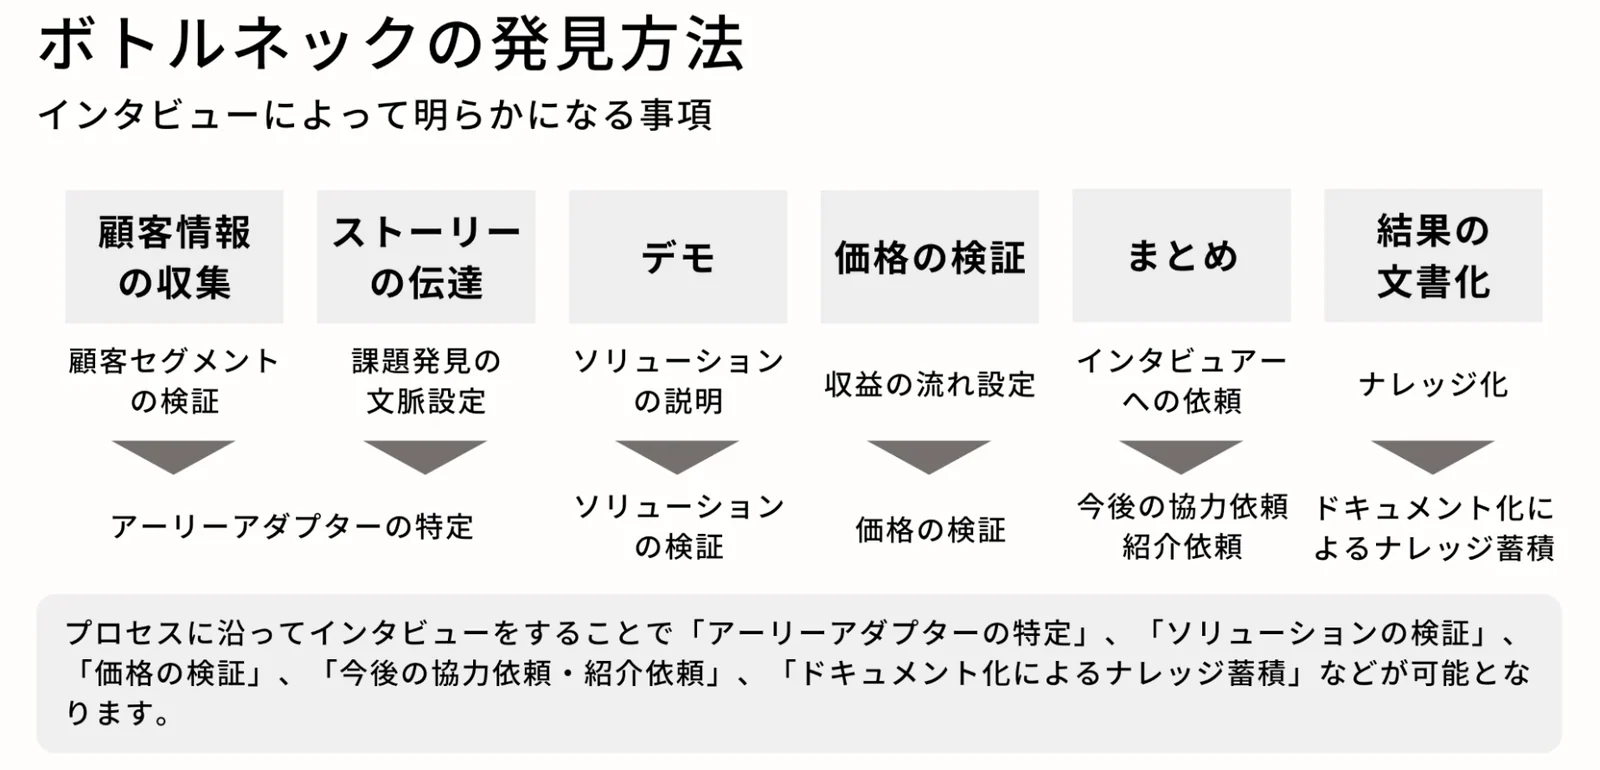 ボトルネックの発見方法
インタビューによって明らかになる事項
顧客情報
の収集
ストーリー
の伝達
デモ
価格の検証
まとめ
結果の
文書化
顧客セグメント
の検証
課題発見の
文脈設定
ソリューション
の説明
収益の流れ設定
インタビュアー
への依頼
ナレッジ化
アーリーアダプターの特定
ソリューション
の検証
価格の検証
今後の協力依頼
紹介依頼
ドキュメント化に
よるナレッジ蓄積
プロセスに沿ってインタビューをすることで「アーリーアダプターの特定」、「ソリューションの検証」、
「価格の検証」、「今後の協力依頼・紹介依頼」、「ドキュメント化によるナレッジ蓄積」などが可能とな
ります。